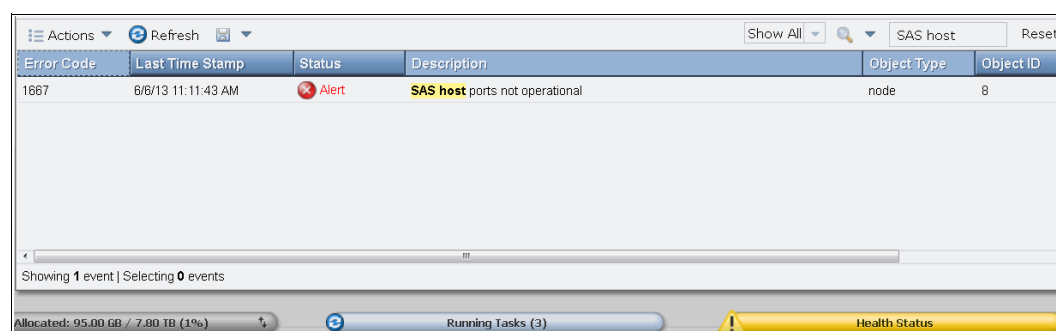 Actions Refresh Show All SAS host Reset
Error Code Last Time Stamp Status Description Object Type Object ID
1667 6/6/13 11:11:43 AM Alert SAS host ports not operational node 8
Showing 1 event | Selecting 0 events
Allocated: 95.00 GB / 7.80 TB (1%) Running Tasks (3) Health Status